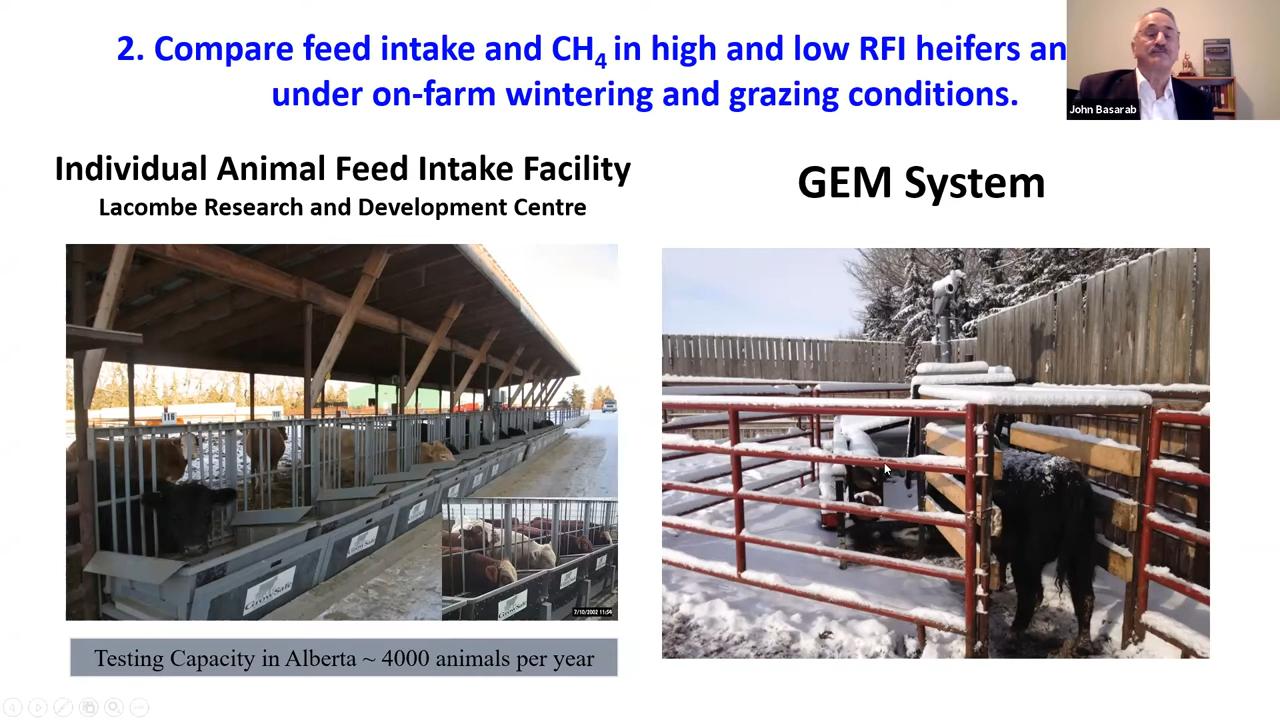 2. Compare feed intake and CH4 in high and low RFI heifers an
under on-farm wintering and grazing conditions.
John Basarab
Individual Animal Feed Intake Facility
Lacombe Research and Development Centre
GEM System
116
GrowSafe
GrowSafe
GrowSafe
7/10/2002 11:54
Testing Capacity in Alberta ~ 4000 animals per year